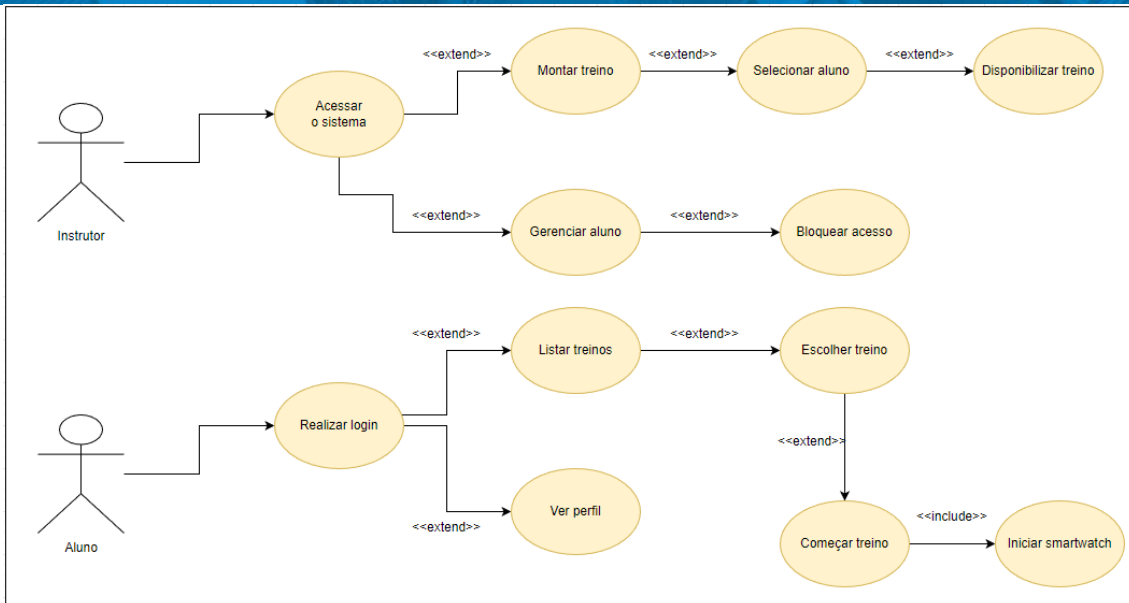 <<extend>>
Montar treino
<<extend>>
Selecionar aluno
<<extend>>
Disponibilizar treino
Acessar
o sistema
Instrutor
<<extend>>
Gerenciar aluno
<<extend>>
Bloquear acesso
<<extend>>
Listar treinos
<<extend>>
Escolher treino
Realizar login
<<extend>>
<<extend>>
Ver perfil
Aluno
Começar treino
<<include>>
Iniciar smartwatch